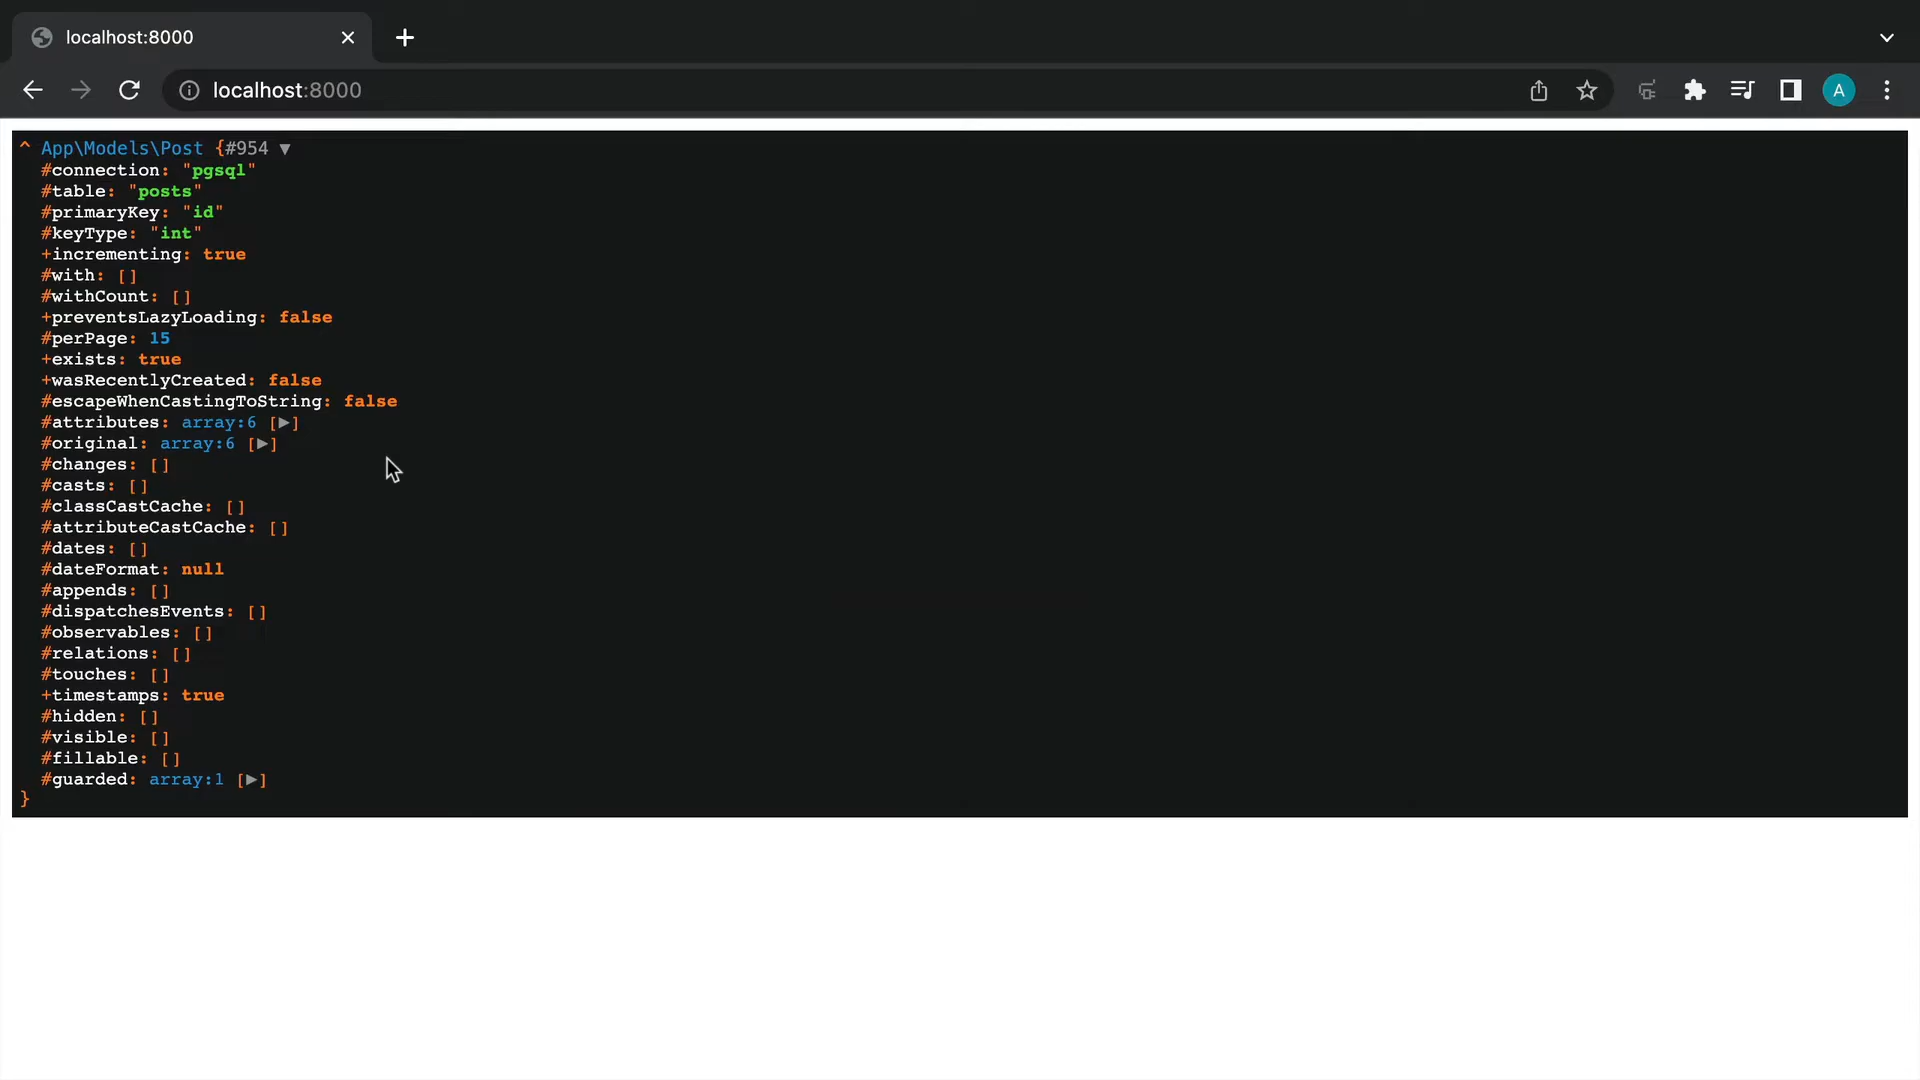 localhost:8000
localhost:8000
A
^ App\Models\Post {#954 ▼
#connection: "pgsql"
#table: "posts"
#primaryKey: "id"
#keyType: "int"
+incrementing: true
#with: []
#withCount: []
+preventsLazyLoading: false
#perPage: 15
+exists: true
+wasRecentlyCreated: false
#escapeWhenCastingToString: false
#attributes: array:6 [▶]
#original: array:6 [▶]
#changes: []
#casts: []
#classCastCache: []
#attributeCastCache: []
#dates: []
#dateFormat: null
#appends: []
#dispatchesEvents: []
#observables: []
#relations: []
#touches: []
+timestamps: true
#hidden: []
#visible: []
#fillable: []
#guarded: array:1 [▶]
}